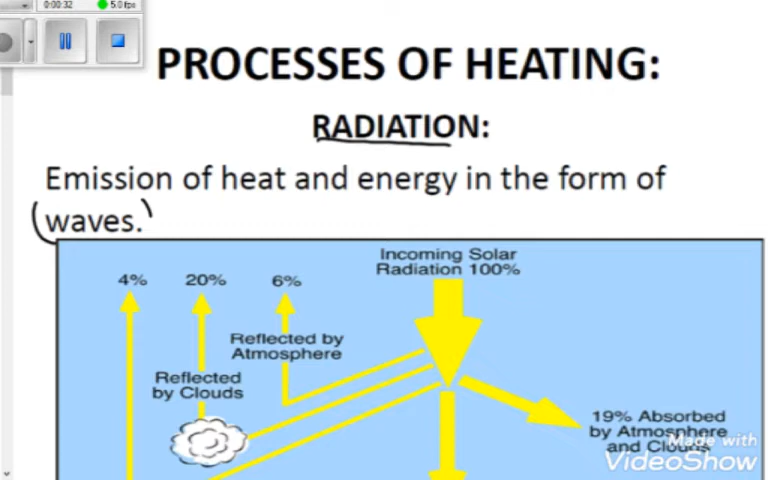 0:00:32
5.0 fps
PROCESSES OF HEATING:
RADIATION:
Emission of heat and energy in the form of
waves.
Incoming Solar
Radiation 100%
4% 20% 6%
Reflected by
Atmosphere
Reflected
by Clouds
19% Absorbed
by Atmosphere
and Clouds
Made with
VideoShow